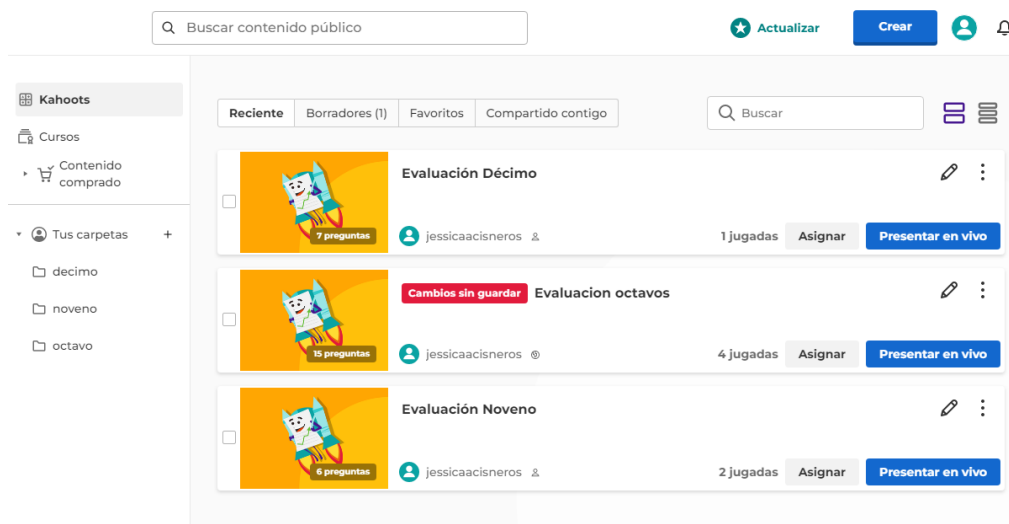 Buscar contenido público
Actualizar
Crear
Kahoots
Cursos
Contenido
comprado
Tus carpetas +
decimo
noveno
octavo
Reciente Borradores (1) Favoritos Compartido contigo
Buscar
Evaluación Décimo
7 preguntas
jessicaacisneros
1 jugadas Asignar Presentar en vivo
Cambios sin guardar Evaluacion octavos
15 preguntas
jessicaacisneros
4 jugadas Asignar Presentar en vivo
Evaluación Noveno
6 preguntas
jessicaacisneros
2 jugadas Asignar Presentar en vivo